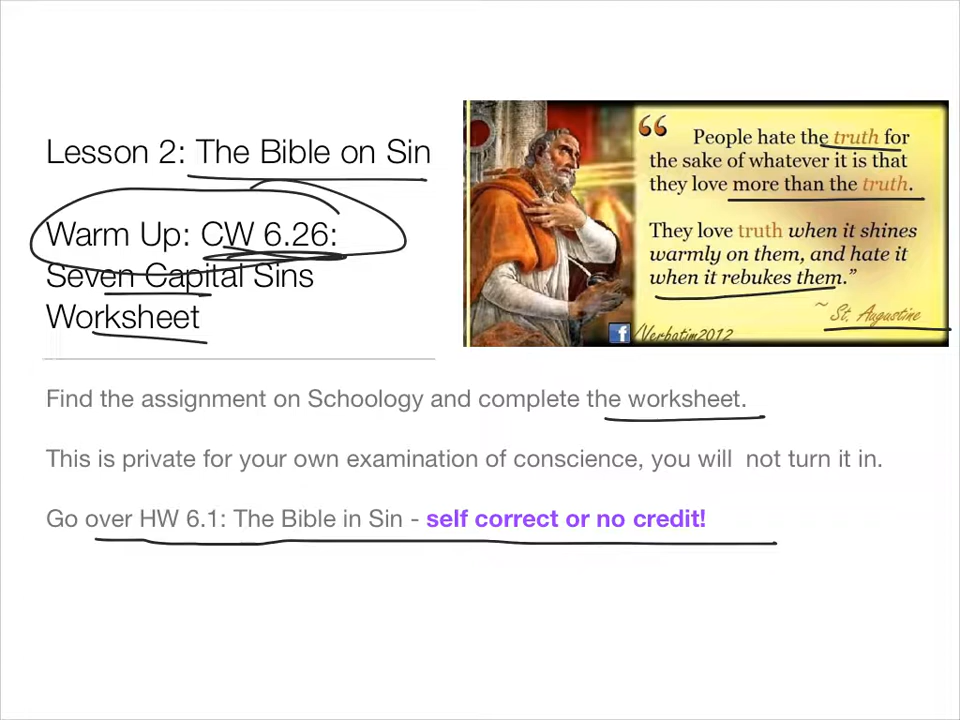 Lesson 2: The Bible on Sin
Warm Up: CW 6.26:
Seven Capital Sins
Worksheet
“ People hate the truth for
the sake of whatever it is that
they love more than the truth.
They love truth when it shines
warmly on them, and hate it
when it rebukes them.”
~ St. Augustine
f /Verbatim2012
Find the assignment on Schoology and complete the worksheet.
This is private for your own examination of conscience, you will not turn it in.
Go over HW 6.1: The Bible in Sin - self correct or no credit!